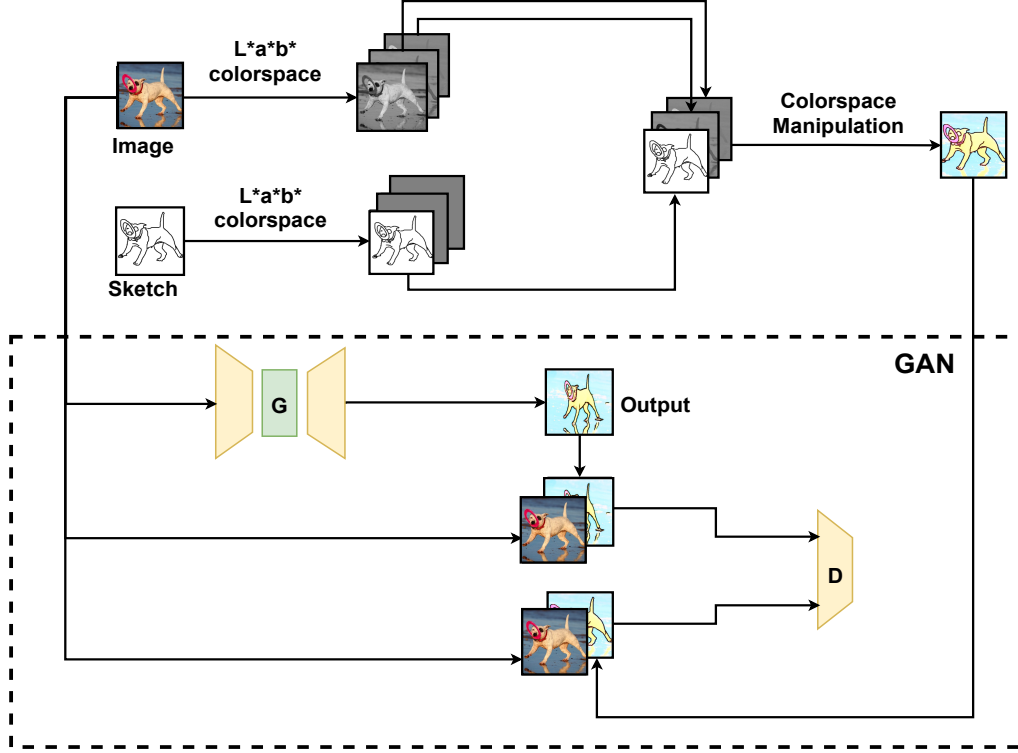 L*a*b*
colorspace
Image
Colorspace
Manipulation
L*a*b*
colorspace
Sketch
GAN
G
Output
D